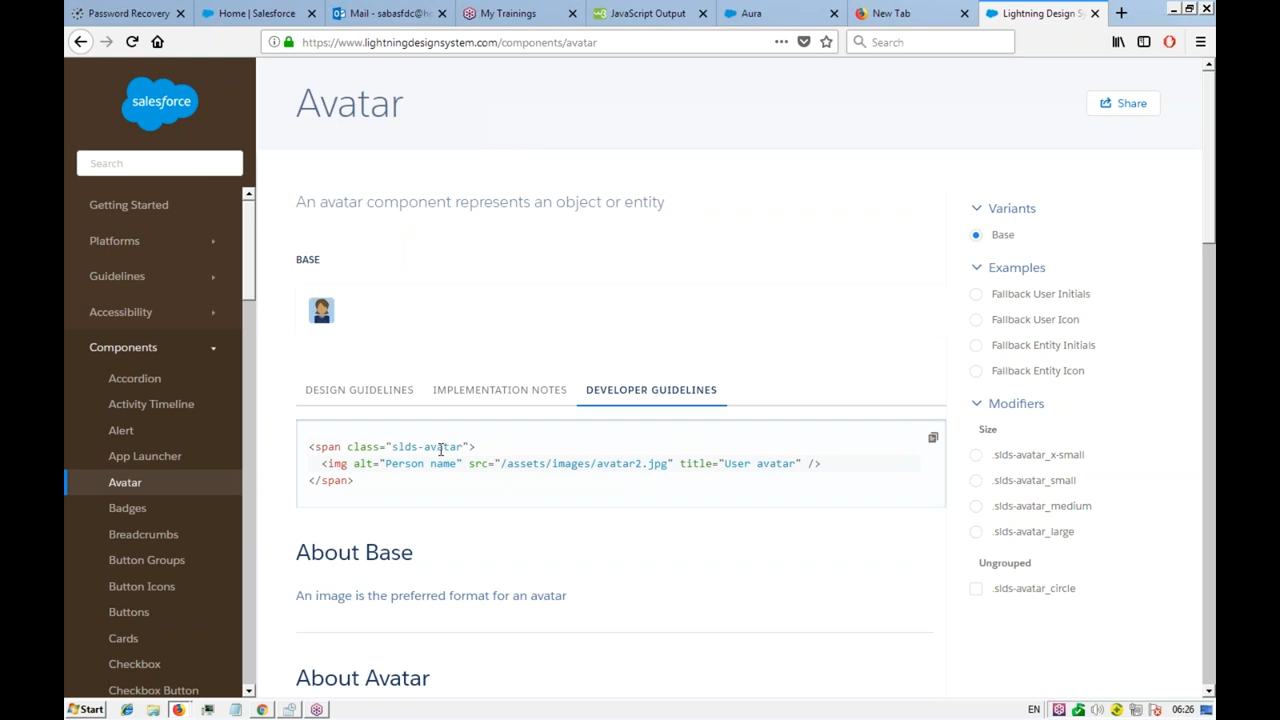 Password Recovery
Home | Salesforce
Mail - sabasfdc@h
My Trainings
JavaScript Output
Aura
New Tab
Lightning Design Sy
https://www.lightningdesignsystem.com/components/avatar
Search
salesforce
Search
Getting Started
Platforms
Guidelines
Accessibility
Components
Accordion
Activity Timeline
Alert
App Launcher
Avatar
Badges
Breadcrumbs
Button Groups
Button Icons
Buttons
Cards
Checkbox
Checkbox Button
Avatar
Share
An avatar component represents an object or entity
BASE
DESIGN GUIDELINES
IMPLEMENTATION NOTES
DEVELOPER GUIDELINES
<span class="slds-avatar">
<img alt="Person name" src="/assets/images/avatar2.jpg" title="User avatar" />
</span>
About Base
An image is the preferred format for an avatar
About Avatar
Variants
Base
Examples
Fallback User Initials
Fallback User Icon
Fallback Entity Initials
Fallback Entity Icon
Modifiers
Size
.slds-avatar_x-small
.slds-avatar_small
.slds-avatar_medium
.slds-avatar_large
Ungrouped
.slds-avatar_circle
Start
EN
06:26